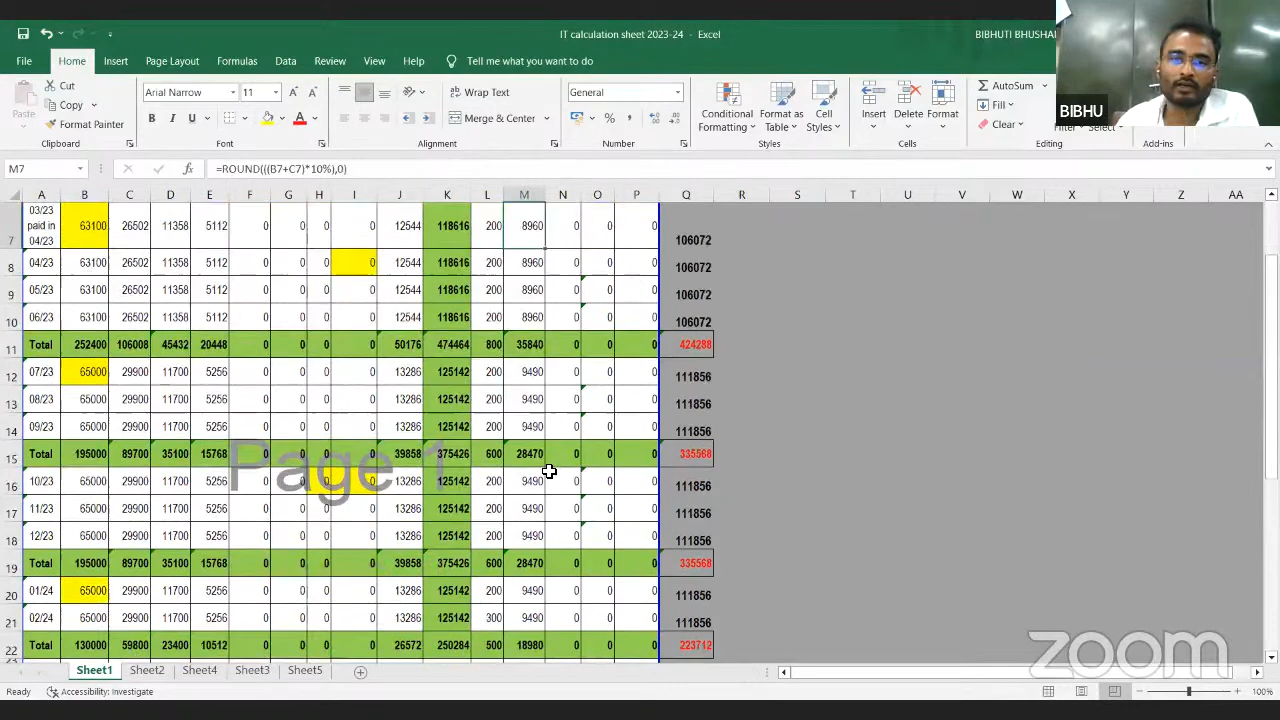 IT calculation sheet 2023-24 - Excel
BIBHUTI BHUSHA
File Home Insert Page Layout Formulas Data Review View Help Tell me what you want to do
Paste
Cut
Copy
Format Painter
Clipboard
Arial Narrow 11
B I U A
Font
Wrap Text
Merge & Center
Alignment
General
Number
Conditional Formatting
Format as Table
Cell Styles
Styles
Insert
Delete
Format
Cells
AutoSum
Fill
Clear
Editing
Add-ins
BIBHU
M7 fx =ROUND(((B7+C7)*10%),0)
A B C D E F G H I J K L M N O P Q S T U V W X Y Z AA
7 03/23 paid in 04/23 63100 26502 11358 5112 0 0 0 0 12544 118616 200 8960 0 0 0 106072
8 04/23 63100 26502 11358 5112 0 0 0 0 12544 118616 200 8960 0 0 0 106072
9 05/23 63100 26502 11358 5112 0 0 0 0 12544 118616 200 8960 0 0 0 106072
10 06/23 63100 26502 11358 5112 0 0 0 0 12544 118616 200 8960 0 0 0 106072
11 Total 252400 106008 45432 20448 0 0 0 0 50176 474464 800 35840 0 0 0 424288
12 07/23 65000 29900 11700 5256 0 0 0 0 13286 125142 200 9490 0 0 0 111856
13 08/23 65000 29900 11700 5256 0 0 0 0 13286 125142 200 9490 0 0 0 111856
14 09/23 65000 29900 11700 5256 0 0 0 0 13286 125142 200 9490 0 0 0 111856
15 Total 195000 89700 35100 15768 0 0 0 0 39858 375426 600 28470 0 0 0 335568
Page 1
16 10/23 65000 29900 11700 5256 0 0 0 0 13286 125142 200 9490 0 0 0 111856
17 11/23 65000 29900 11700 5256 0 0 0 0 13286 125142 200 9490 0 0 0 111856
18 12/23 65000 29900 11700 5256 0 0 0 0 13286 125142 200 9490 0 0 0 111856
19 Total 195000 89700 35100 15768 0 0 0 0 39858 375426 600 28470 0 0 0 335568
20 01/24 65000 29900 11700 5256 0 0 0 0 13286 125142 200 9490 0 0 0 111856
21 02/24 65000 29900 11700 5256 0 0 0 0 13286 125142 300 9490 0 0 0 111856
22 Total 130000 59800 23400 10512 0 0 0 0 26572 250284 500 18980 0 0 0 223712
zoom
Sheet1 Sheet2 Sheet4 Sheet3 Sheet5
Ready Accessibility: Investigate 100%